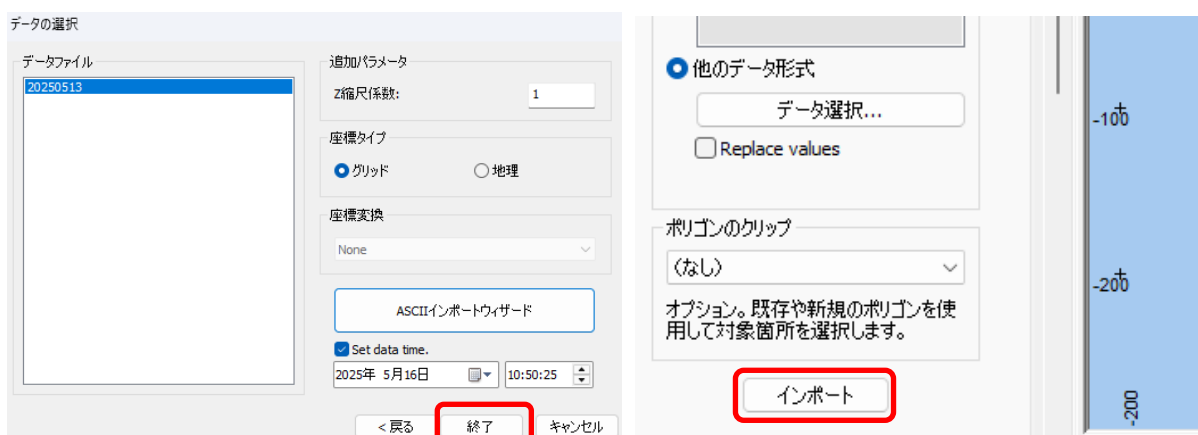 データの選択
データファイル
20250513
追加パラメータ
Z縮尺係数:
1
座標タイプ
グリッド
地理
座標変換
None
ASCIIインポートウィザード
Set data time.
2025年 5月16日
10:50:25
< 戻る
終了
キャンセル
他のデータ形式
データ選択...
Replace values
ポリゴンのクリップ
(なし)
オプション。既存や新規のポリゴンを使
用して対象箇所を選択します。
インポート
-100
-200
-200